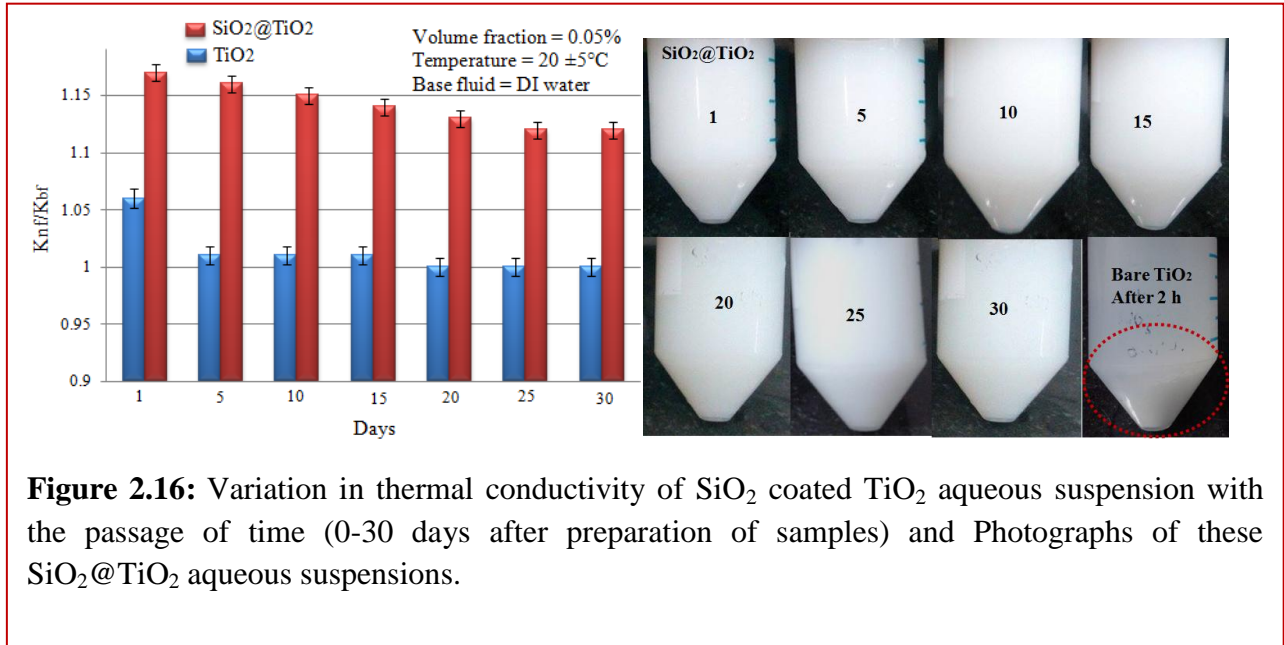 SiO₂@TiO₂
TiO₂
Volume fraction = 0.05%
Temperature = 20 ±5°C
Base fluid = DI water
Knf/Kbf
1.15
1.1
1.05
1
0.95
0.9
1 5 10 15 20 25 30
Days
SiO₂@TiO₂
1
5
10
15
20
25
30
Bare TiO₂
After 2 h
Figure 2.16: Variation in thermal conductivity of SiO₂ coated TiO₂ aqueous suspension with
the passage of time (0-30 days after preparation of samples) and Photographs of these
SiO₂@TiO₂ aqueous suspensions.